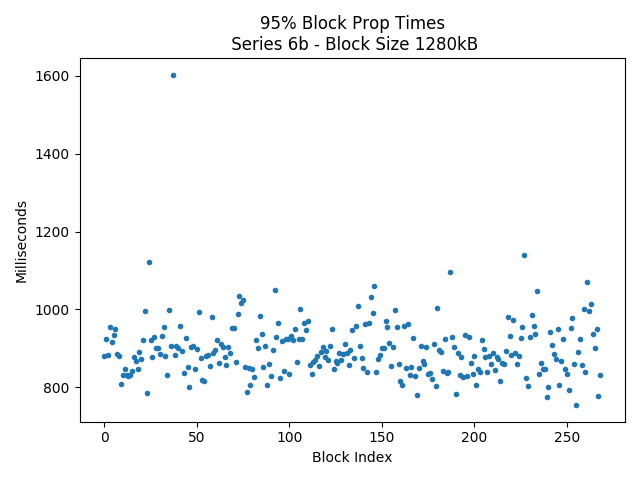 95% Block Prop Times
Series 6b - Block Size 1280kB
1600
1400
1200
1000
800
Milliseconds
0 50 100 150 200 250
Block Index